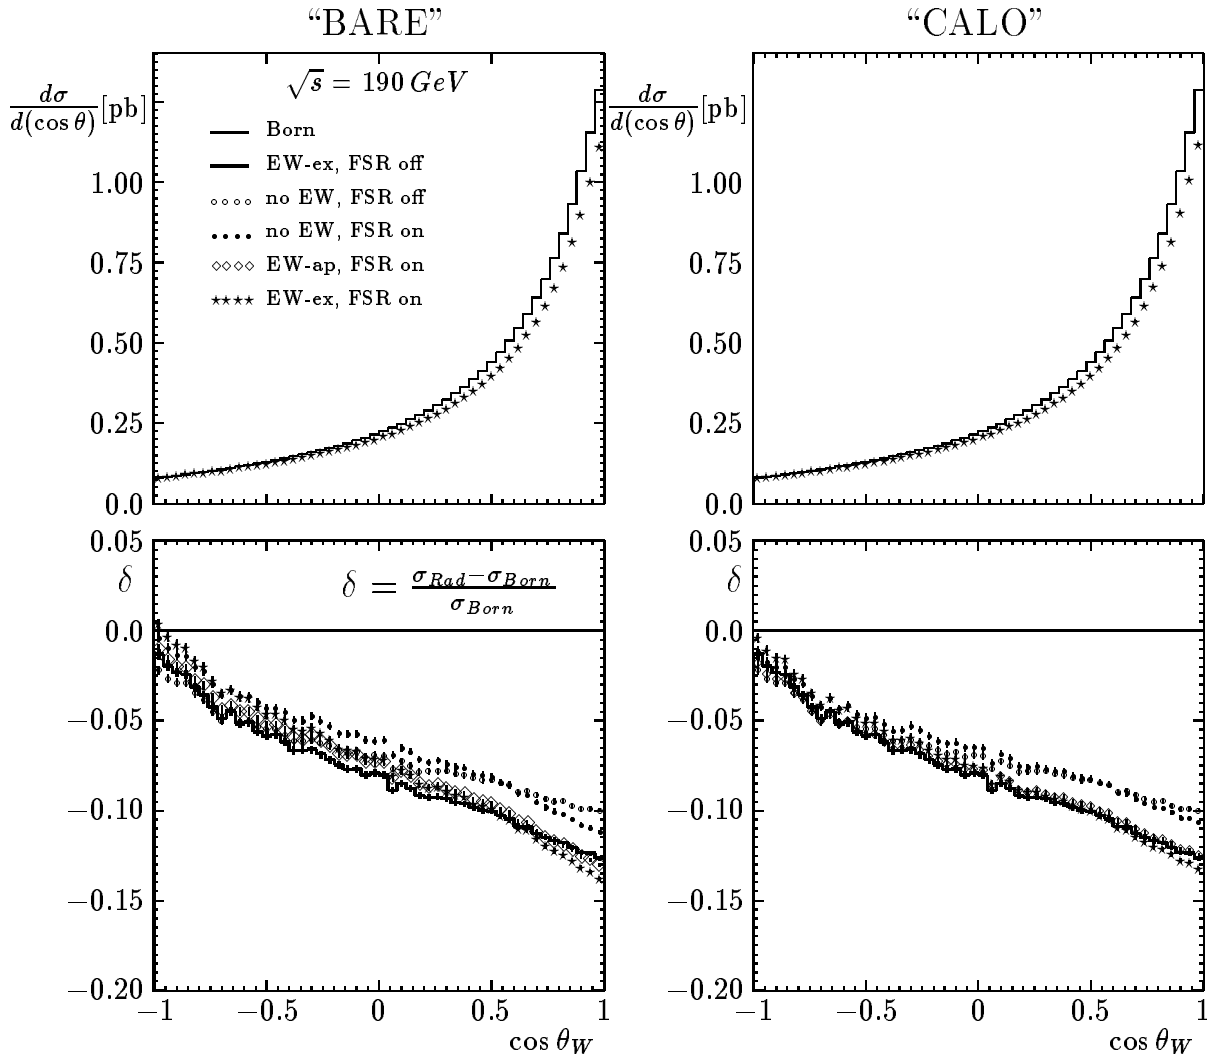 “BARE”
“CALO”
dσ/d(cos θ) [pb]
√s = 190 GeV
Born
EW-ex, FSR off
no EW, FSR off
no EW, FSR on
EW-ap, FSR on
EW-ex, FSR on
1.00
0.75
0.50
0.25
0.0
dσ/d(cos θ) [pb]
1.00
0.75
0.50
0.25
0.0
0.05
δ
0.0
−0.05
−0.10
−0.15
−0.20
δ = (σ_Rad−σ_Born)/σ_Born
−1 −0.5 0 0.5 1
cos θ_W
0.05
δ
0.0
−0.05
−0.10
−0.15
−0.20
−1 −0.5 0 0.5 1
cos θ_W